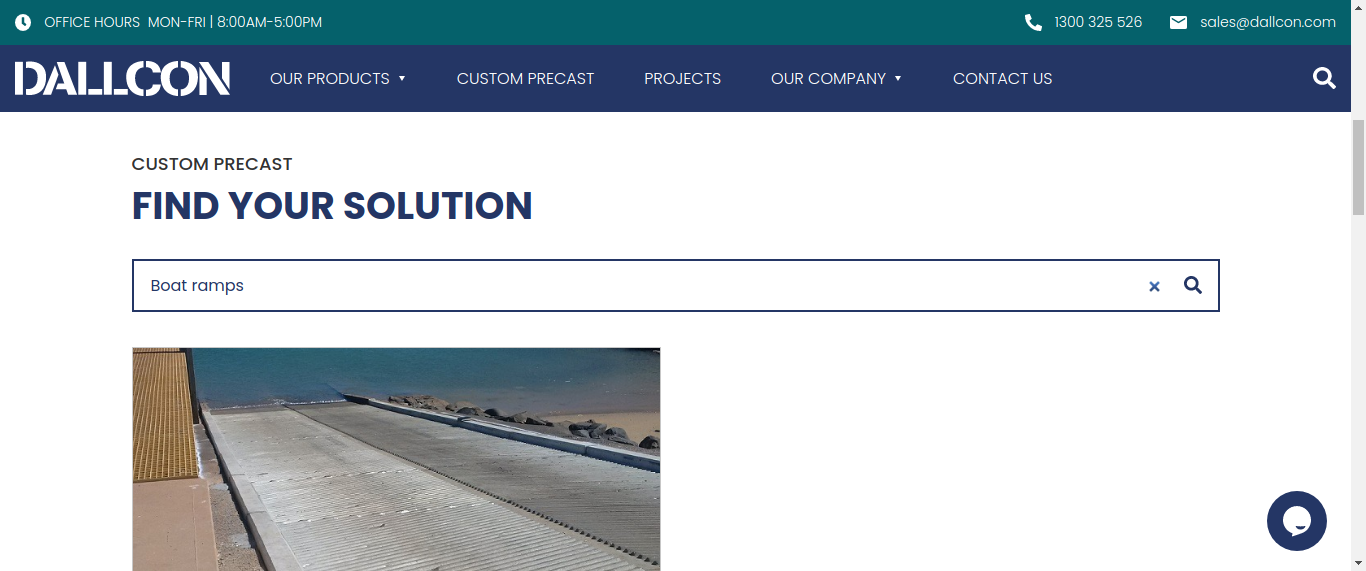 OFFICE HOURS MON-FRI | 8:00AM-5:00PM
1300 325 526
sales@dallcon.com
DALLCON
OUR PRODUCTS
CUSTOM PRECAST
PROJECTS
OUR COMPANY
CONTACT US
CUSTOM PRECAST
FIND YOUR SOLUTION
Boat ramps